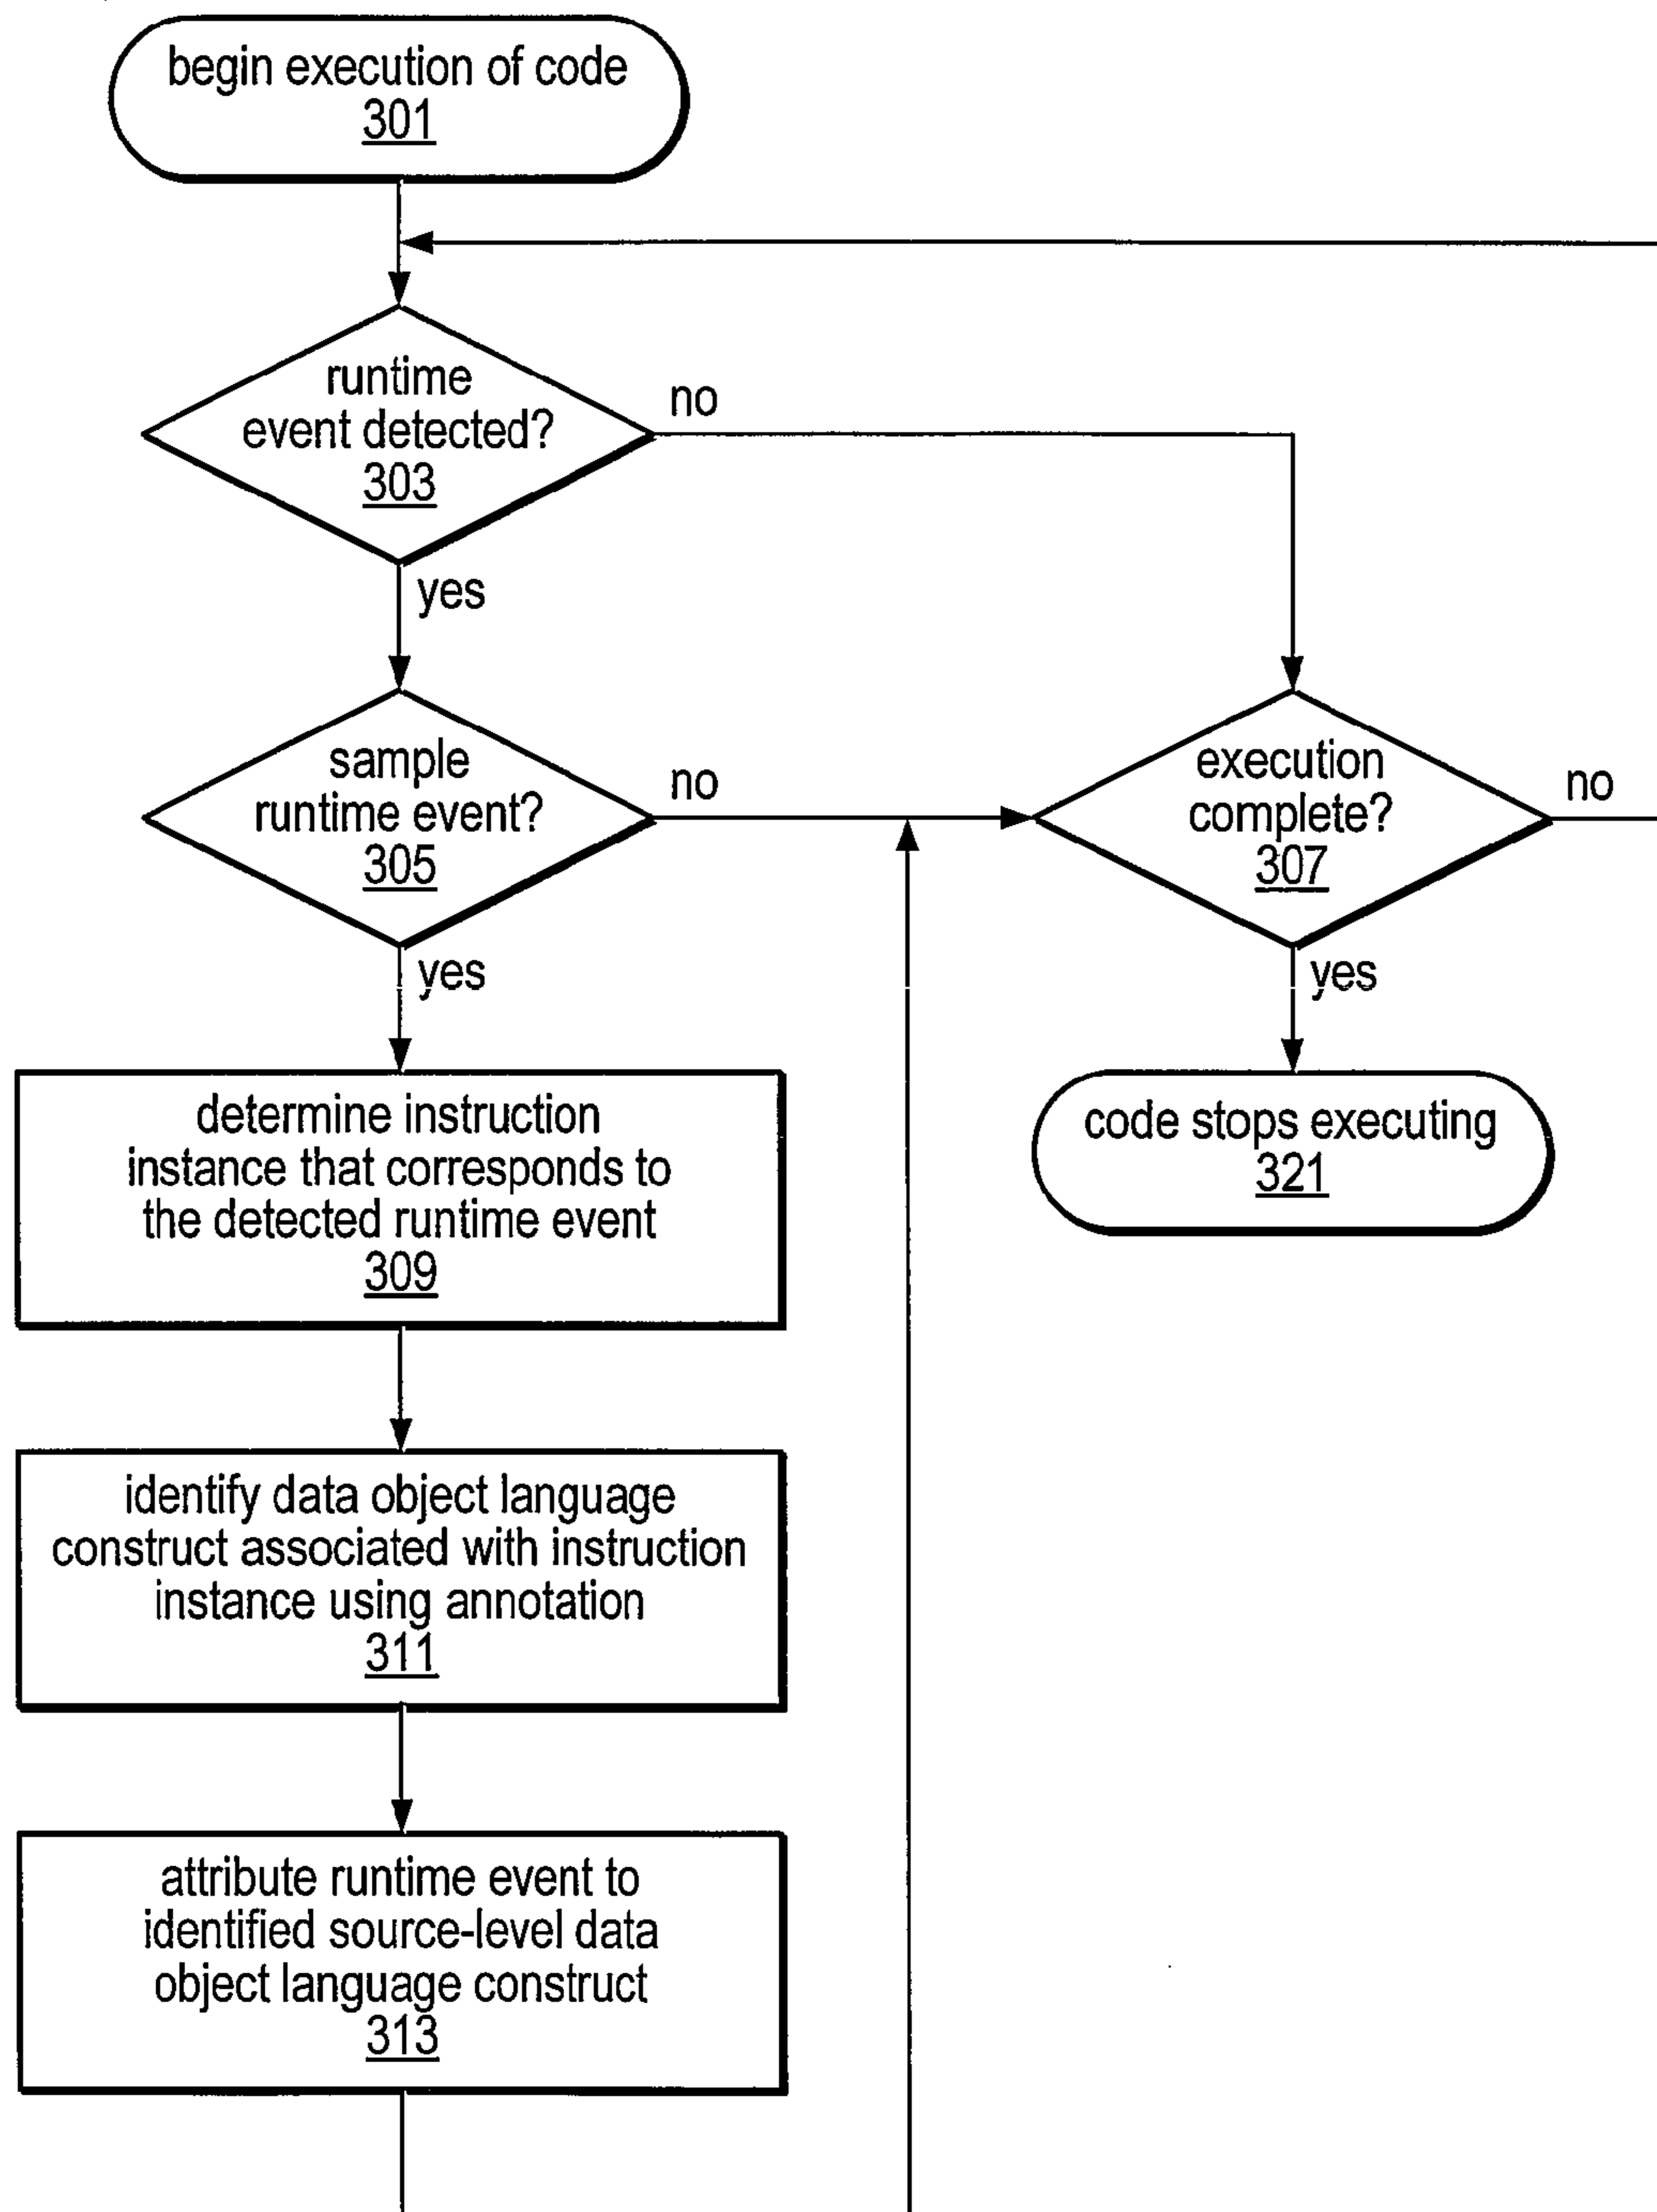 begin execution of code
301
runtime
event detected?
303
no
yes
sample
runtime event?
305
no
yes
execution
complete?
307
no
yes
determine instruction
instance that corresponds to
the detected runtime event
309
code stops executing
321
identify data object language
construct associated with instruction
instance using annotation
311
attribute runtime event to
identified source-level data
object language construct
313